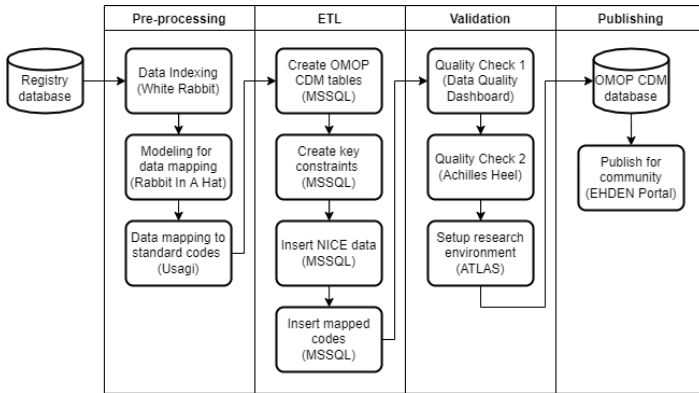 Pre-processing
ETL
Validation
Publishing
Registry
database
Data Indexing
(White Rabbit)
Modeling for
data mapping
(Rabbit In A Hat)
Data mapping to
standard codes
(Usagi)
Create OMOP
CDM tables
(MSSQL)
Create key
constraints
(MSSQL)
Insert NICE data
(MSSQL)
Insert mapped
codes
(MSSQL)
Quality Check 1
(Data Quality
Dashboard)
Quality Check 2
(Achilles Heel)
Setup research
environment
(ATLAS)
OMOP CDM
database
Publish for
community
(EHDEN Portal)